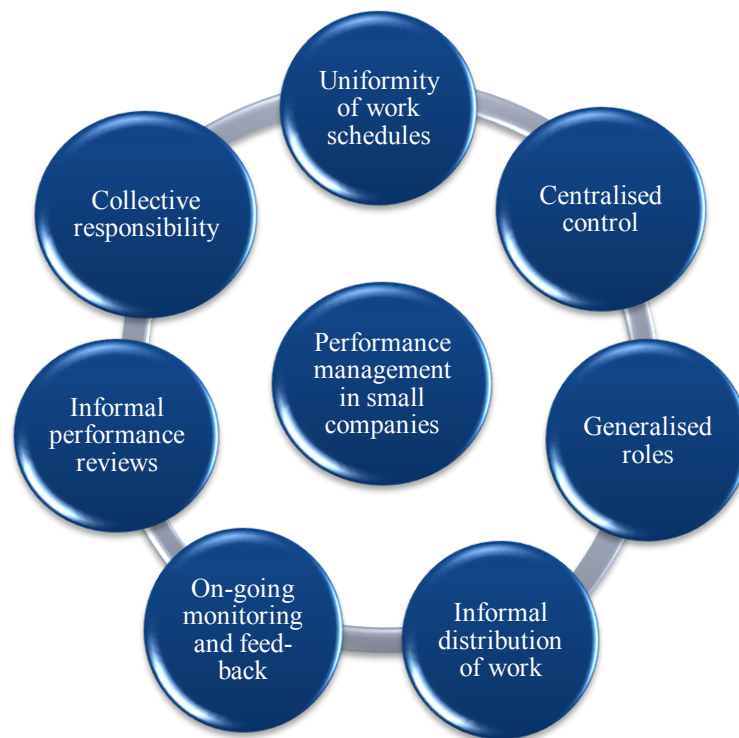 Uniformity
of work
schedules
Centralised
control
Generalised
roles
Informal
distribution
of work
On-going
monitoring
and feed-
back
Informal
performance
reviews
Collective
responsibility
Performance
management
in small
companies